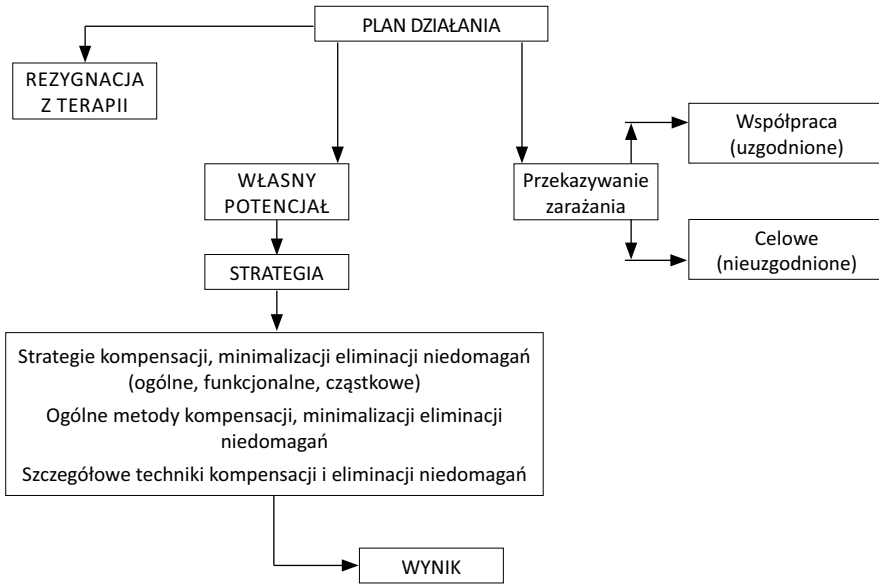 PLAN DZIAŁANIA
REZYGNACJA
Z TERAPII
Współpraca
(uzgodnione)
WŁASNY
POTENCJAŁ
Przekazywanie
zarażania
Celowe
(nieuzgodnione)
STRATEGIA
Strategie kompensacji, minimalizacji eliminacji niedomagań
(ogólne, funkcjonalne, cząstkowe)
Ogólne metody kompensacji, minimalizacji eliminacji
niedomagań
Szczegółowe techniki kompensacji i eliminacji niedomagań
WYNIK